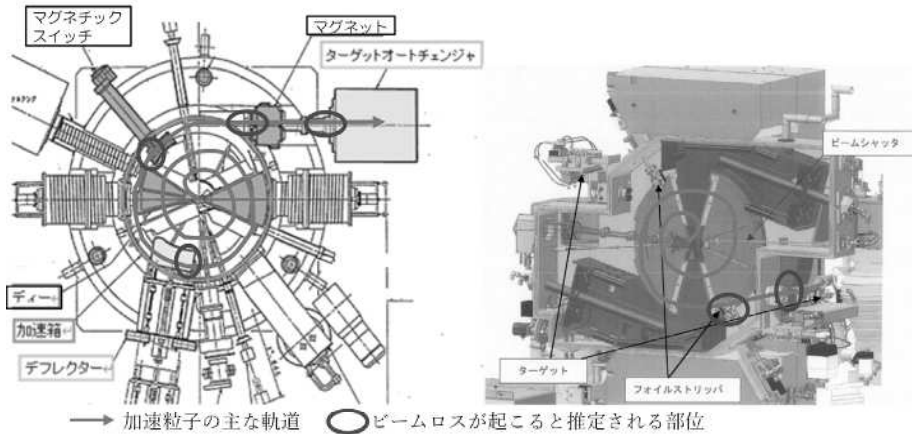 マグネチック
スイッチ
マグネット
ターゲットオートチェンジャ
ディー
加速箱
デフレクター
ビームシャッタ
ターゲット
フォイルストリッパ
加速粒子の主な軌道
ビームロスが起こると推定される部位